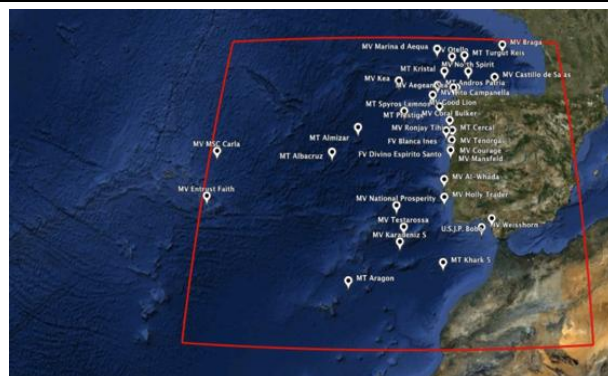 MV Braga
MV Marina d Aequa
MV Otello
MT Turgut Reis
MT Kristal
MV North Spirit
MV Castillo de Salas
MV Kea
MV Aegean
MT Andros Patria
Campanella
MT Spyros Lemnos
MV Good Lion
MT Prestige
MV Coral Bulker
MT Almizar
MV Ronjay Tihi
MT Cercal
MV MSC Carla
FV Blanca Ines
MV Tenorga
MT Albacruz
FV Divino Espirito Santo
MV Courage
MV Mansfeld
MV Al-Whada
MV Entrust Faith
MV Holly Trader
MV National Prosperity
MV Testarossa
U.S.J.P. Bob
MV Weisshorn
MV Karadeniz S
MT Khark 5
MT Aragon